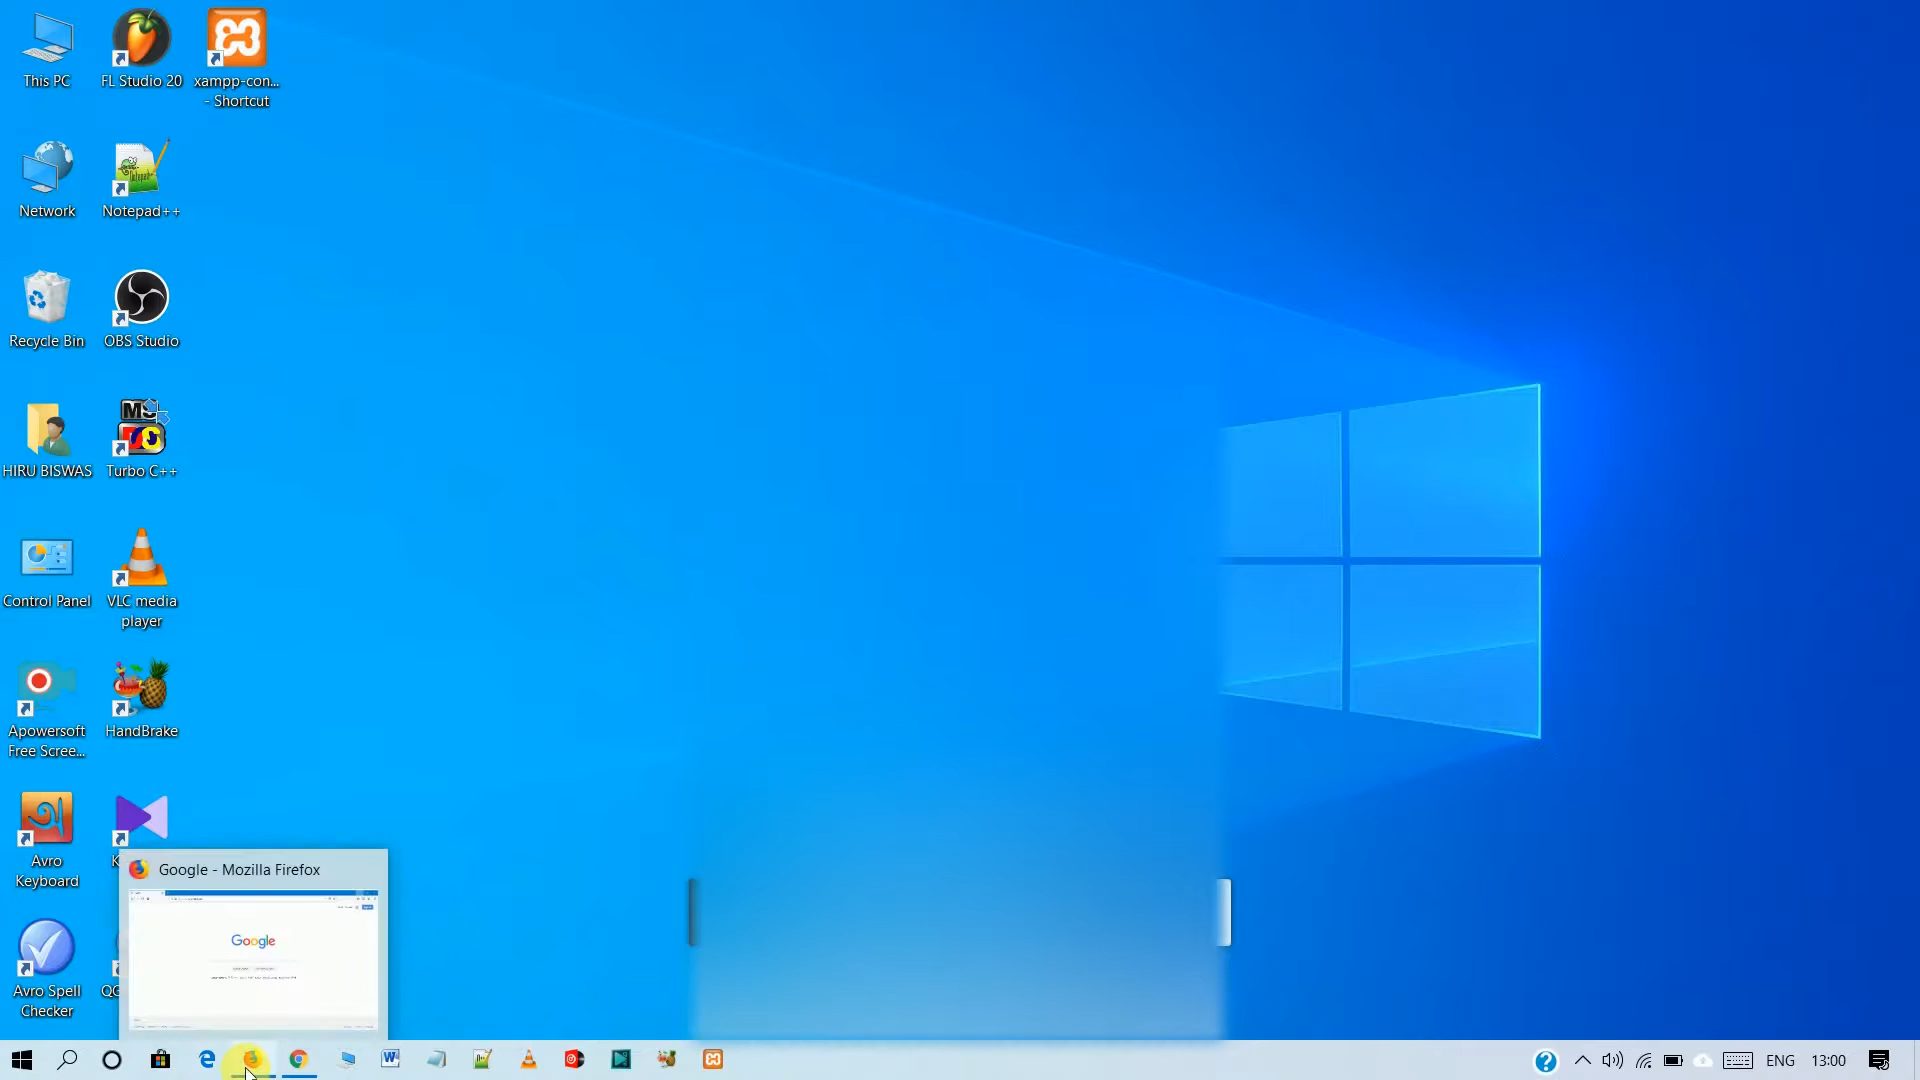 This PC
FL Studio 20
xampp-con...
- Shortcut
Network
Notepad++
Recycle Bin
OBS Studio
HIRU BISWAS
Turbo C++
Control Panel
VLC media
player
Apowersoft
Free Scree...
HandBrake
Avro
Keyboard
K
Avro Spell
Checker
QG
Google - Mozilla Firefox
Google
ENG
13:00